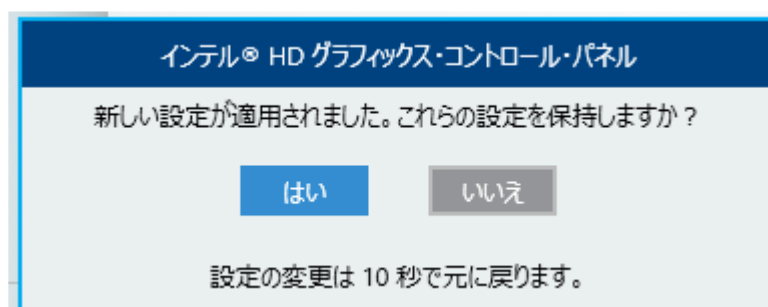 インテル® HD グラフィックス・コントロール・パネル
新しい設定が適用されました。これらの設定を保持しますか？
はい
いいえ
設定の変更は 10 秒で元に戻ります。